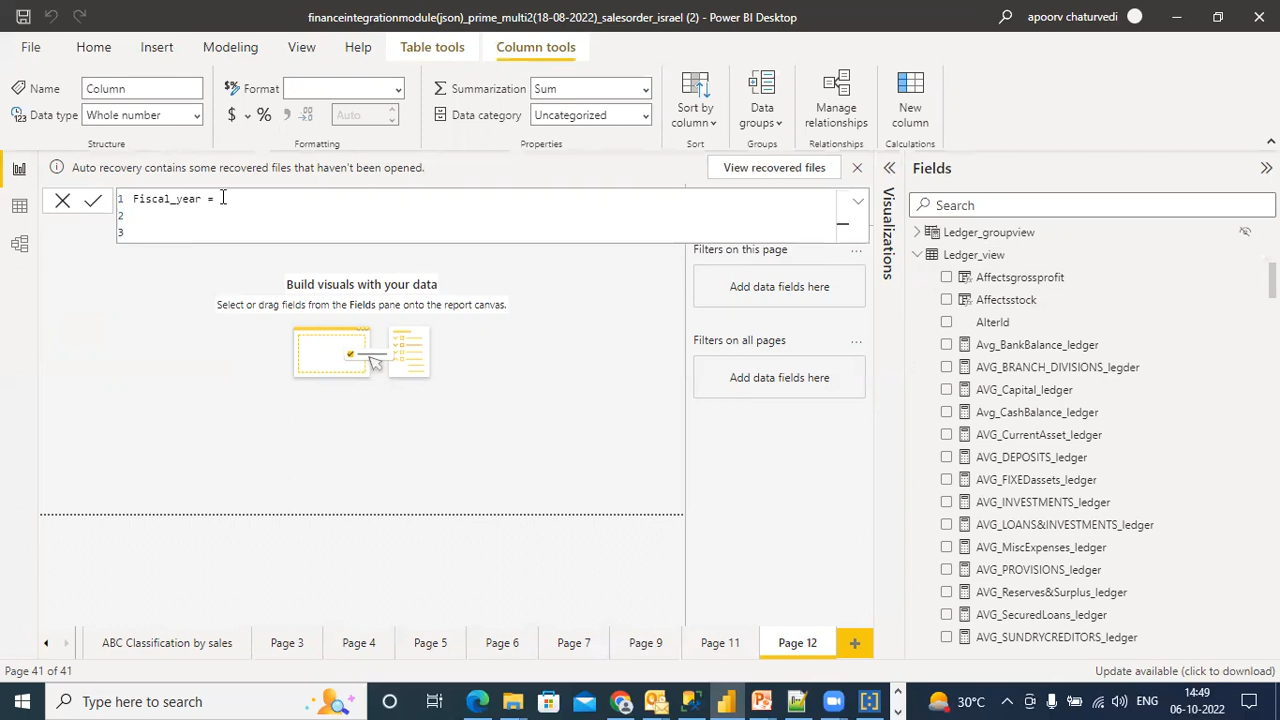 financeintegrationmodule(json)_prime_multi2(18-08-2022)_salesorder_israel (2) - Power BI Desktop
apoorv chaturvedi
File Home Insert Modeling View Help Table tools Column tools
Name Column
Data type Whole number
Structure
Format
$ % Auto
Formatting
Summarization Sum
Data category Uncategorized
Properties
Sort by column
Sort
Data groups
Groups
Manage relationships
Relationships
New column
Calculations
Auto recovery contains some recovered files that haven't been opened.
View recovered files
1 Fiscal_year =
2
3
Build visuals with your data
Select or drag fields from the Fields pane onto the report canvas.
Filters on this page
Add data fields here
Filters on all pages
Add data fields here
Visualizations
Fields
Search
Ledger_groupview
Ledger_view
Affectsgrossprofit
Affectsstock
AlterId
Avg_BankBalance_ledger
AVG_BRANCH_DIVISIONS_legder
AVG_Capital_ledger
Avg_CashBalance_ledger
AVG_CurrentAsset_ledger
AVG_DEPOSITS_ledger
AVG_FIXEDassets_ledger
AVG_INVESTMENTS_ledger
AVG_LOANS&INVESTMENTS_ledger
AVG_MiscExpenses_ledger
AVG_PROVISIONS_ledger
AVG_Reserves&Surplus_ledger
AVG_SecuredLoans_ledger
AVG_SUNDRYCREDITORS_ledger
ABC Classification by sales Page 3 Page 4 Page 5 Page 6 Page 7 Page 9 Page 11 Page 12
Page 41 of 41
Update available (click to download)
Type here to search
30°C
ENG
14:49
06-10-2022